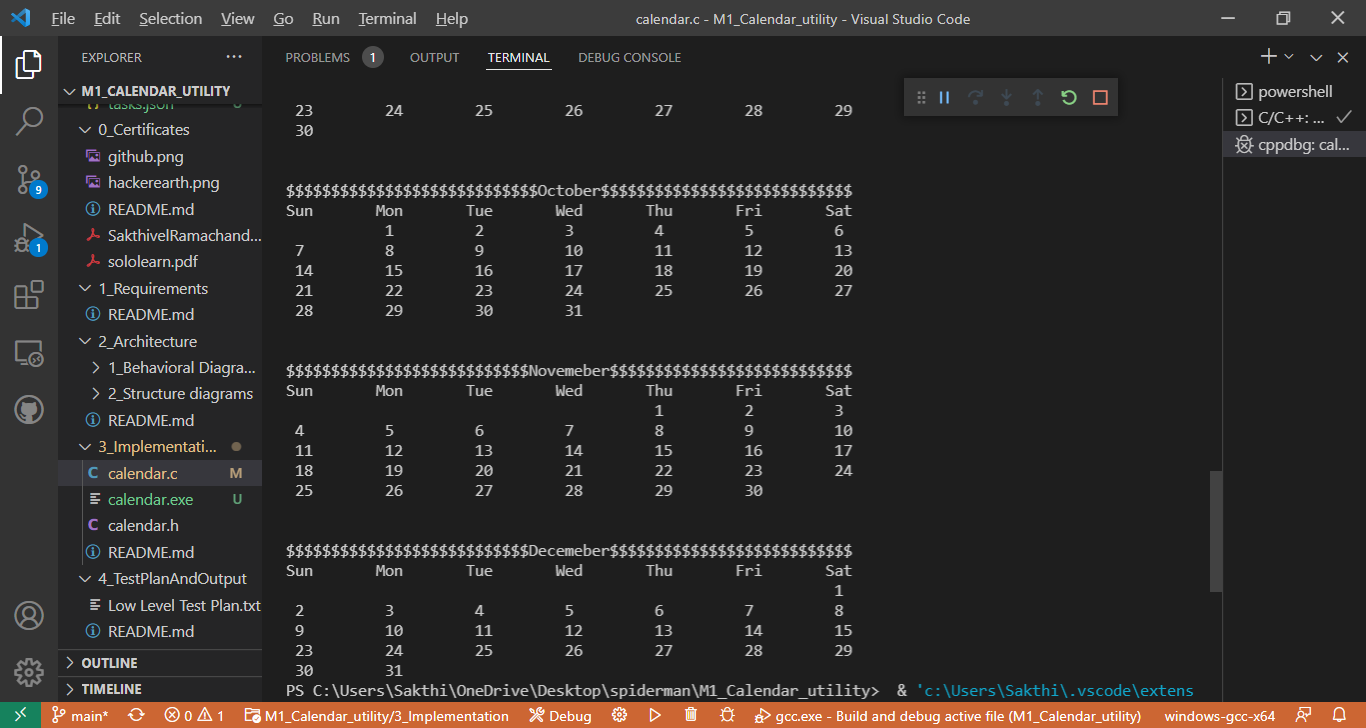 File Edit Selection View Go Run Terminal Help calendar.c - M1_Calendar_utility - Visual Studio Code
EXPLORER
M1_CALENDAR_UTILITY
tasks.json U
0_Certificates
github.png
hackerearth.png
README.md
SakthivelRamachand...
sololearn.pdf
1_Requirements
README.md
2_Architecture
1_Behavioral Diagra...
2_Structure diagrams
README.md
3_Implementati...
calendar.c M
calendar.exe U
calendar.h
README.md
4_TestPlanAndOutput
Low Level Test Plan.txt
README.md
OUTLINE
TIMELINE
9
1
PROBLEMS 1 OUTPUT TERMINAL DEBUG CONSOLE
23 24 25 26 27 28 29
30
$$$$$$$$$$$$$$$$$$$$$$$$$$$$October$$$$$$$$$$$$$$$$$$$$$$$$$$$$
Sun Mon Tue Wed Thu Fri Sat
1 2 3 4 5 6
7 8 9 10 11 12 13
14 15 16 17 18 19 20
21 22 23 24 25 26 27
28 29 30 31
$$$$$$$$$$$$$$$$$$$$$$$$$$$Novemeber$$$$$$$$$$$$$$$$$$$$$$$$$$$
Sun Mon Tue Wed Thu Fri Sat
1 2 3
4 5 6 7 8 9 10
11 12 13 14 15 16 17
18 19 20 21 22 23 24
25 26 27 28 29 30
$$$$$$$$$$$$$$$$$$$$$$$$$$$Decemeber$$$$$$$$$$$$$$$$$$$$$$$$$$$
Sun Mon Tue Wed Thu Fri Sat
1
2 3 4 5 6 7 8
9 10 11 12 13 14 15
23 24 25 26 27 28 29
30 31
PS C:\Users\Sakthi\OneDrive\Desktop\spiderman\M1_Calendar_utility> & 'c:\Users\Sakthi\.vscode\extens
powershell
C/C++: ...
cppdbg: cal...
main* 0 1 M1_Calendar_utility/3_Implementation Debug gcc.exe - Build and debug active file (M1_Calendar_utility) windows-gcc-x64